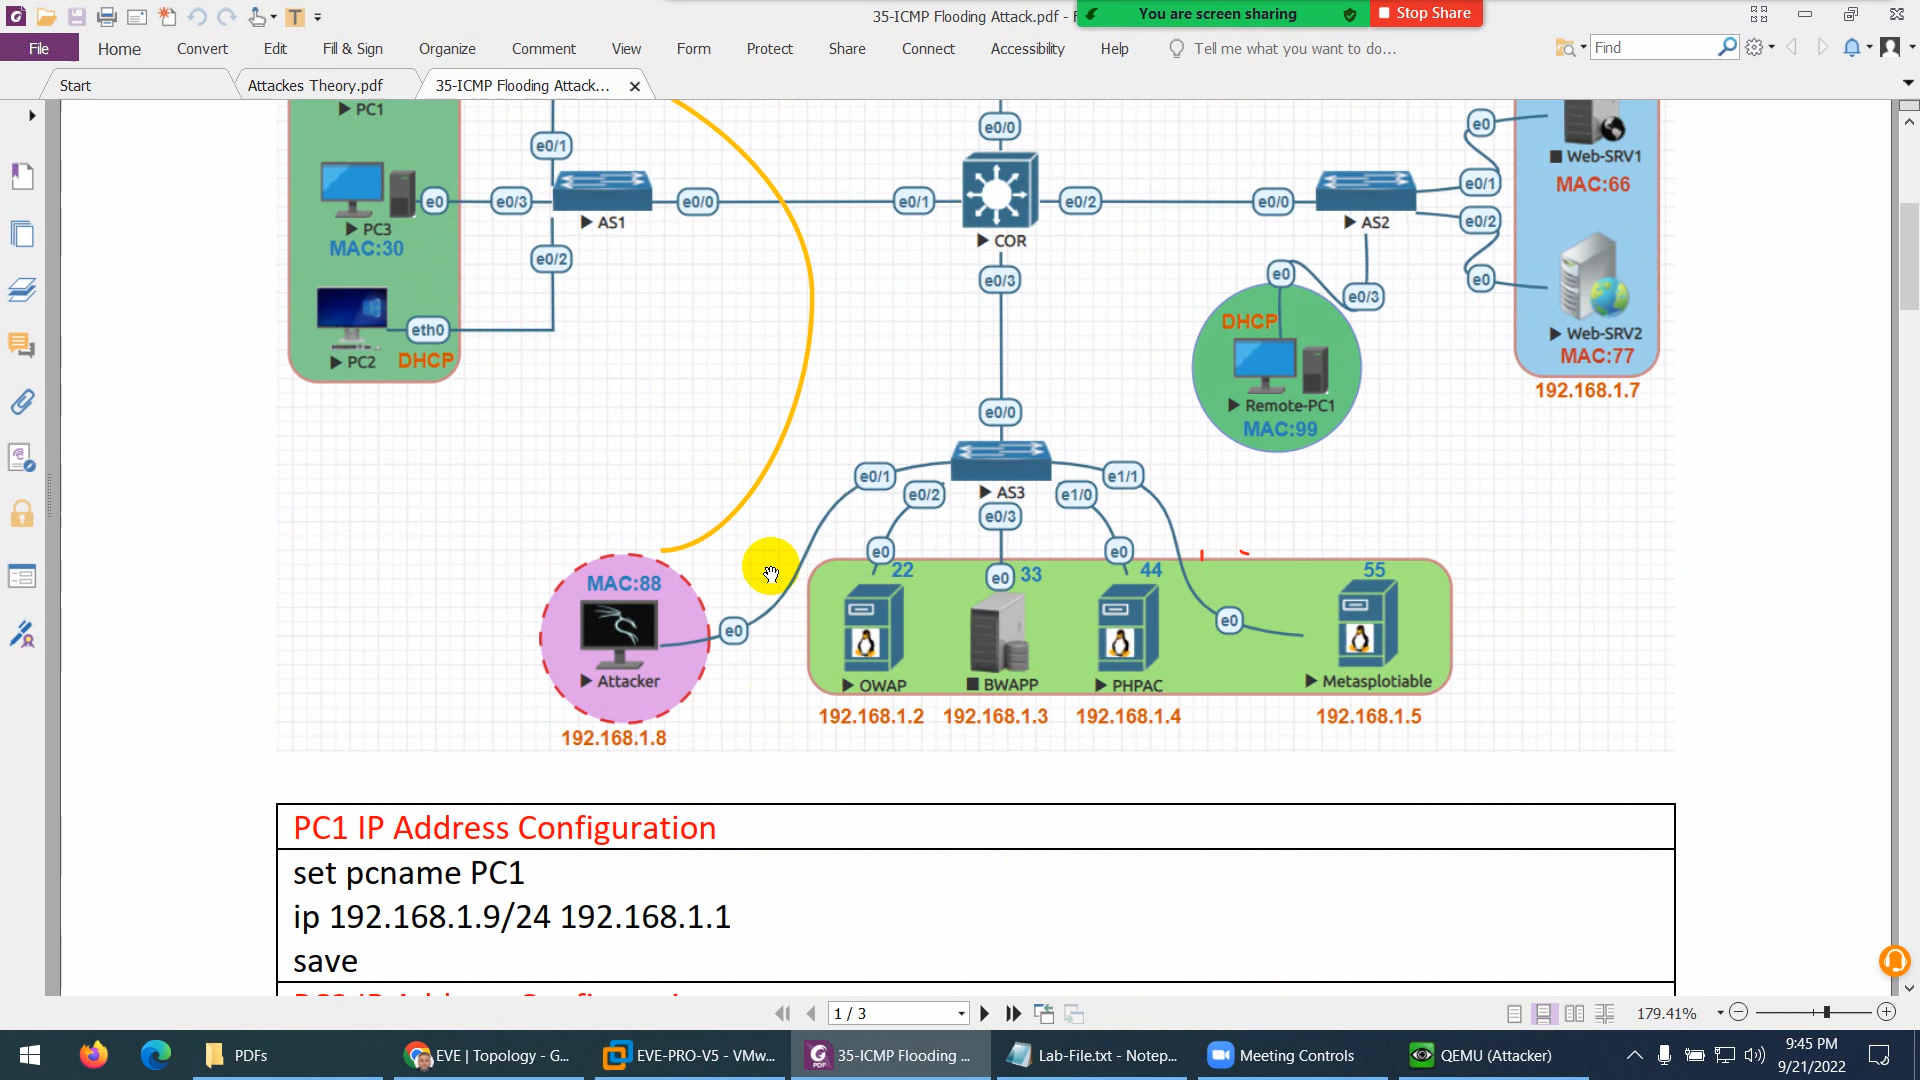 35-ICMP Flooding Attack.pdf - F
You are screen sharing
Stop Share
File
Home
Convert
Edit
Fill & Sign
Organize
Comment
View
Form
Protect
Share
Connect
Accessibility
Help
Tell me what you want to do...
Find
Start
Attackes Theory.pdf
35-ICMP Flooding Attack...
PC1
e0/1
e0/0
e0
Web-SRV1
MAC:66
e0/1
PC3
MAC:30
e0
e0/3
AS1
e0/0
e0/1
COR
e0/2
e0/0
AS2
e0/2
e0/2
e0/3
e0
e0/3
e0
Web-SRV2
MAC:77
192.168.1.7
eth0
PC2
DHCP
DHCP
Remote-PC1
MAC:99
e0/0
e0/1
e0/2
AS3
e0/3
e1/0
e1/1
e0
22
e0
33
e0
44
55
MAC:88
e0
e0
Attacker
OWAP
BWAPP
PHPAC
Metasplotiable
192.168.1.2
192.168.1.3
192.168.1.4
192.168.1.5
192.168.1.8
PC1 IP Address Configuration
set pcname PC1
ip 192.168.1.9/24 192.168.1.1
save
1 / 3
179.41%
PDFs
EVE | Topology - G...
EVE-PRO-V5 - VMw...
35-ICMP Flooding ...
Lab-File.txt - Notep...
Meeting Controls
QEMU (Attacker)
9:45 PM
9/21/2022